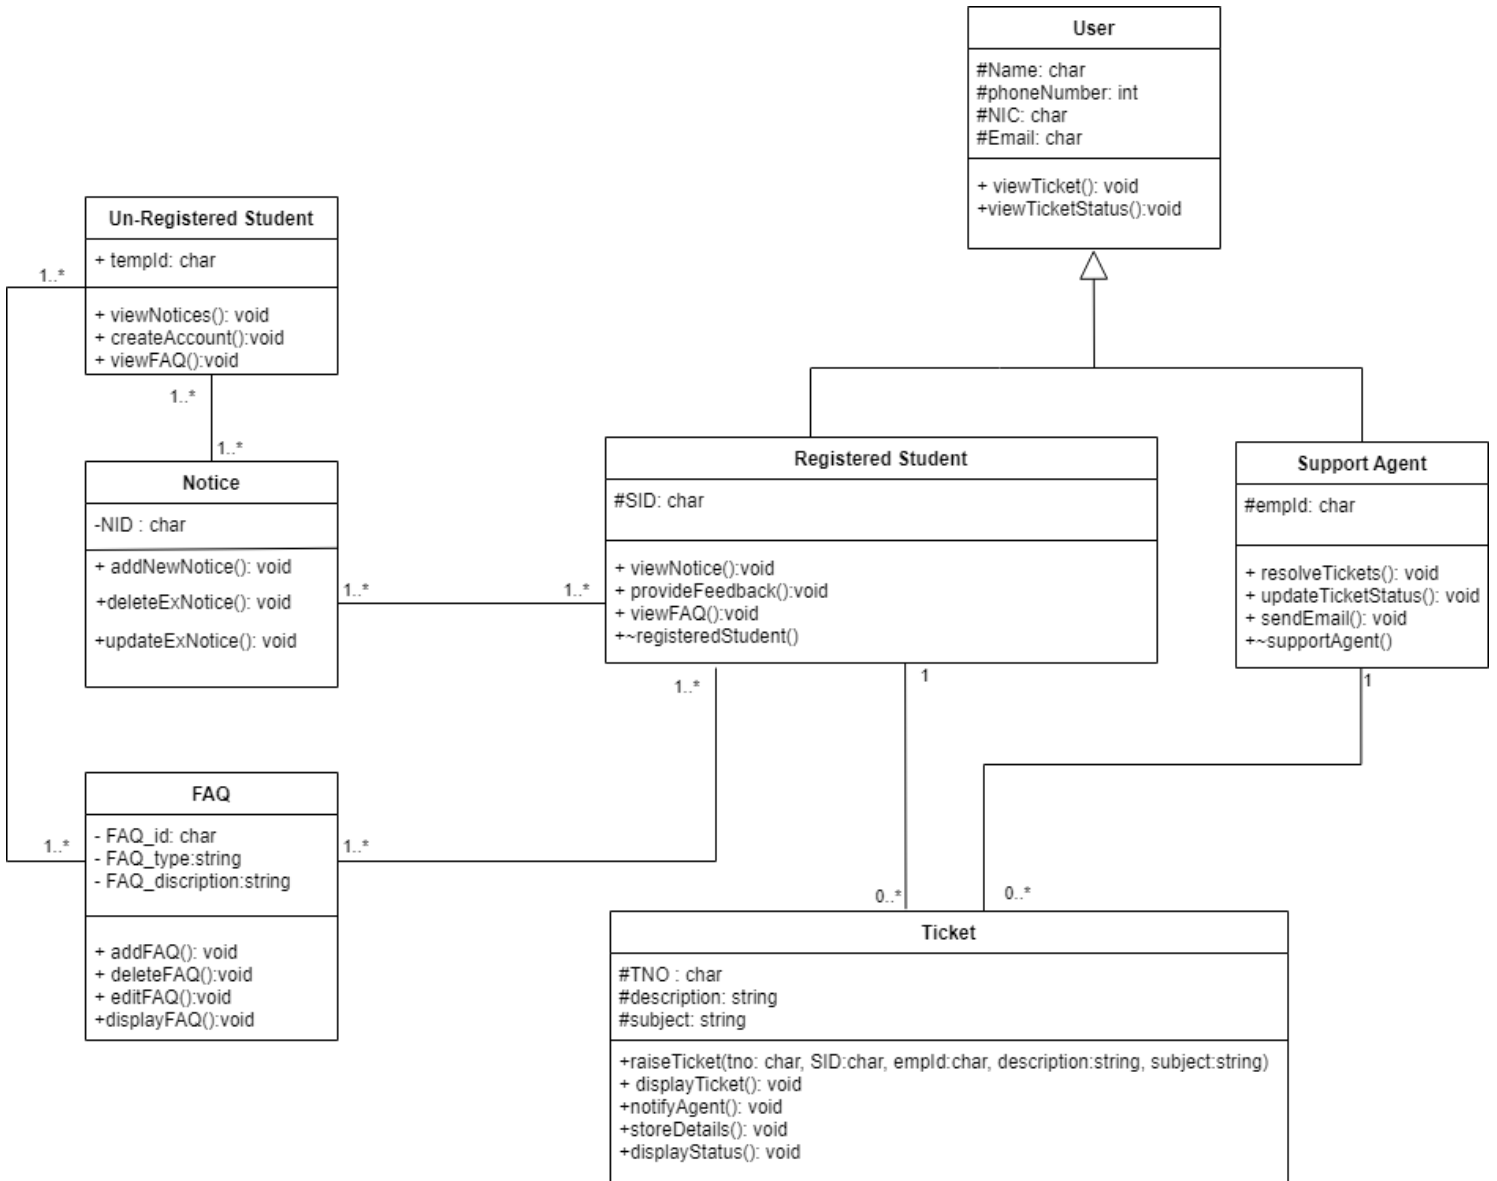 User
#Name: char
#phoneNumber: int
#NIC: char
#Email: char
+ viewTicket(): void
+viewTicketStatus():void
Un-Registered Student
+ tempId: char
+ viewNotices(): void
+ createAccount():void
+ viewFAQ():void
1..*
1..*
1..*
Notice
-NID : char
+ addNewNotice(): void
+deleteExNotice(): void
+updateExNotice(): void
1..*
1..*
Registered Student
#SID: char
+ viewNotice():void
+ provideFeedback():void
+ viewFAQ():void
+~registeredStudent()
Support Agent
#empId: char
+ resolveTickets(): void
+ updateTicketStatus(): void
+ sendEmail(): void
+~supportAgent()
1..*
1
1
FAQ
- FAQ_id: char
- FAQ_type:string
- FAQ_discription:string
+ addFAQ(): void
+ deleteFAQ():void
+ editFAQ():void
+displayFAQ():void
1..*
1..*
0..*
0..*
Ticket
#TNO : char
#description: string
#subject: string
+raiseTicket(tno: char, SID:char, empId:char, description:string, subject:string)
+ displayTicket(): void
+notifyAgent(): void
+storeDetails(): void
+displayStatus(): void